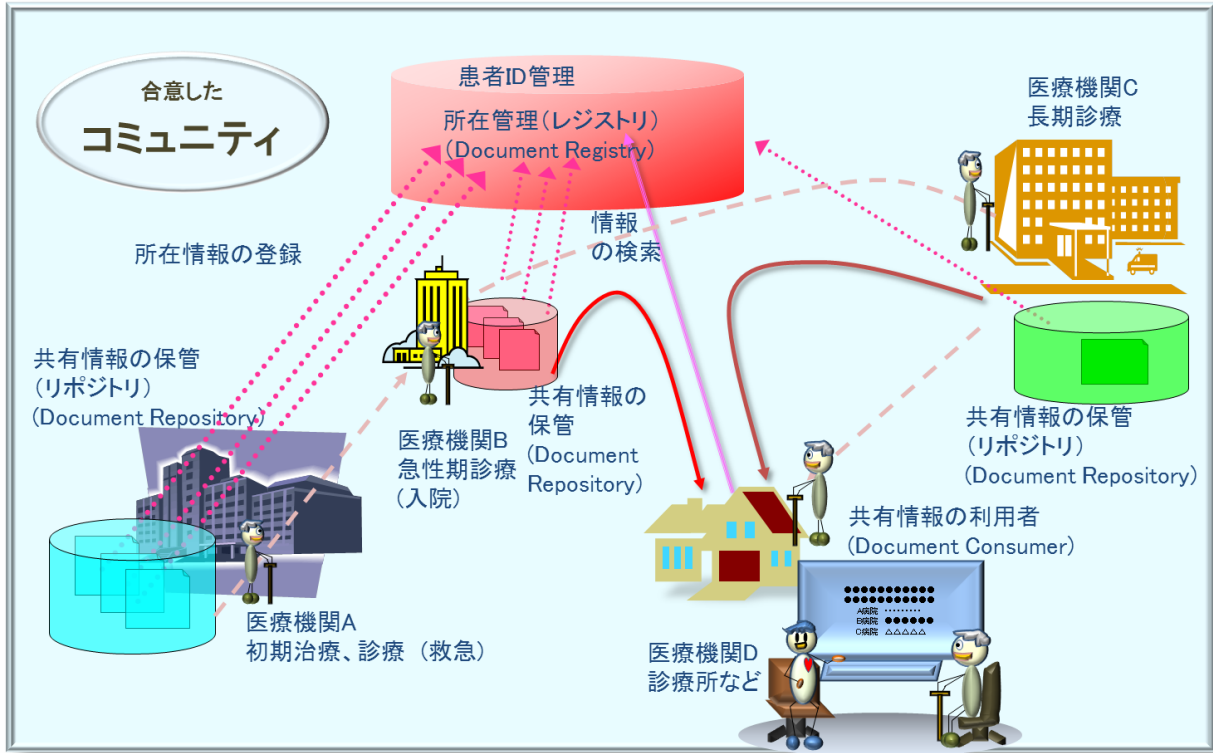 合意した
コミュニティ
患者ID管理
所在管理(レジストリ)
(Document Registry)
医療機関C
長期診療
情報
の検索
所在情報の登録
共有情報の保管
(リポジトリ)
(Document Repository)
共有情報の
保管
(Document
Repository)
医療機関B
急性期診療
(入院)
共有情報の保管
(リポジトリ)
(Document Repository)
共有情報の利用者
(Document Consumer)
医療機関A
初期治療、診療 (救急)
医療機関D
診療所など
●●●●●●●●●●
●●●●●●●●●●
A病院 ·········
B病院 ●●●●●●
C病院 △△△△△